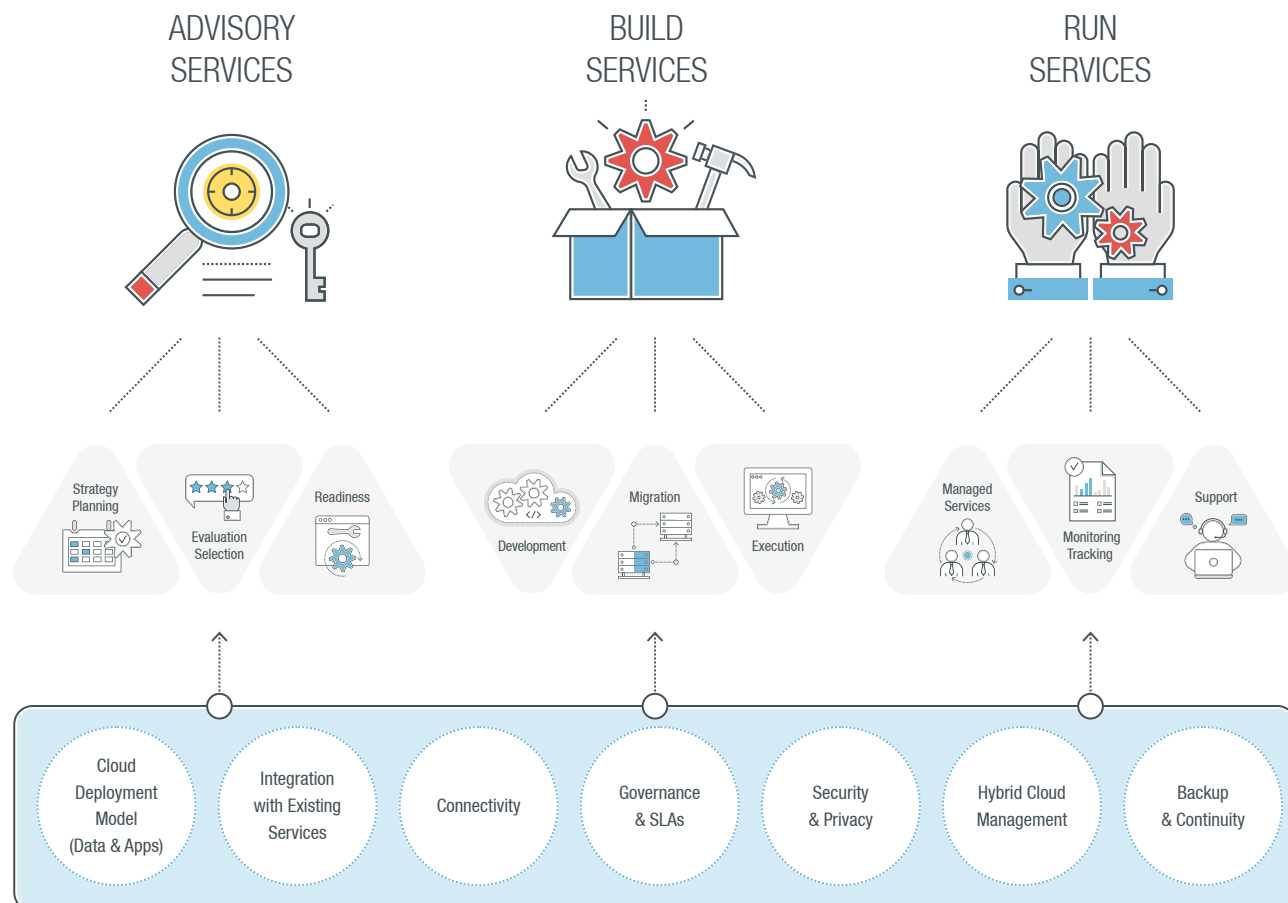 ADVISORY
SERVICES
BUILD
SERVICES
RUN
SERVICES
Strategy
Planning
Evaluation
Selection
Readiness
Development
</>
Migration
Execution
Managed
Services
Monitoring
Tracking
Support
Cloud
Deployment
Model
(Data & Apps)
Integration
with Existing
Services
Connectivity
Governance
& SLAs
Security
& Privacy
Hybrid Cloud
Management
Backup
& Continuity